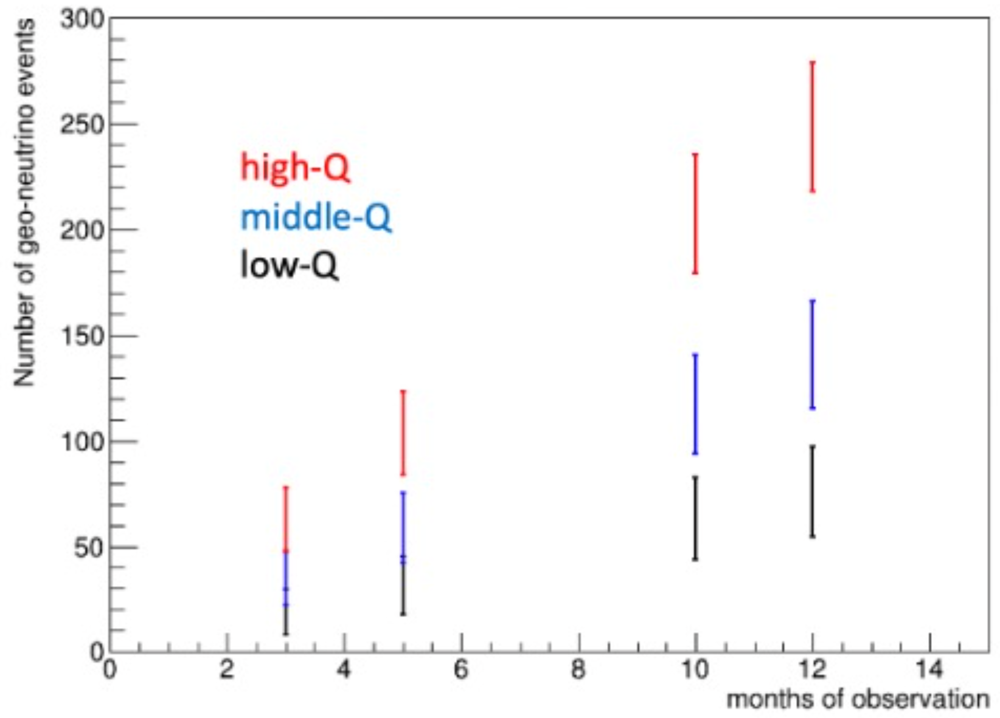 Number of geo-neutrino events
300
250
200
150
100
50
0
high-Q
middle-Q
low-Q
0 2 4 6 8 10 12 14
months of observation